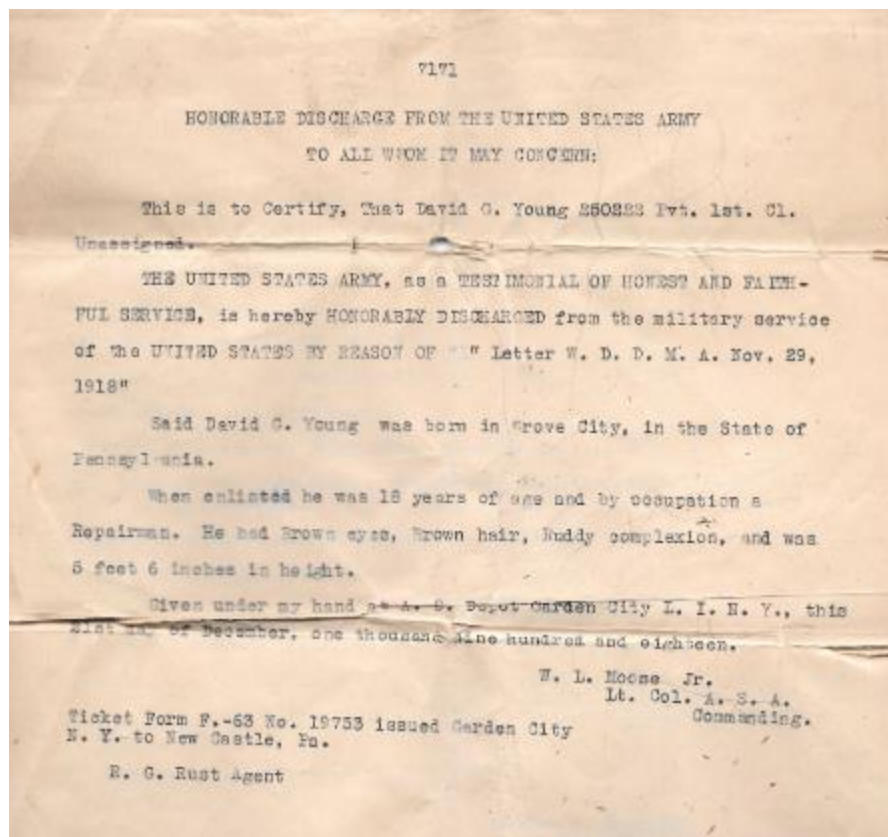 7171
HONORABLE DISCHARGE FROM THE UNITED STATES ARMY
TO ALL WHOM IT MAY CONCERN:
This is to Certify, That David G. Young Pvt. 1st. Cl.
Unassigned.
THE UNITED STATES ARMY, as a TESTIMONIAL OF HONEST AND FAITH-
FUL SERVICE, is hereby HONORABLY DISCHARGED from the military service
of the UNITED STATES BY REASON OF Letter W. D. D. M. A. Nov. 29,
1918"
Said David G. Young was born in Grove City, in the State of
Pennsylvania.
When enlisted he was 18 years of age and by occupation a
Repairman. He had Brown eyes, Brown hair, Ruddy complexion, and was
5 feet 6 inches in height.
Given under my hand at A. S. Depot Garden City L. I. N. Y., this
21st day of December, one thousand nine hundred and eighteen.
W. L. Moose Jr.
Lt. Col. A. S. A.
Commanding.
Ticket Form F.-63 No. 19753 issued Garden City
N. Y. to New Castle, Pa.
R. G. Rust Agent